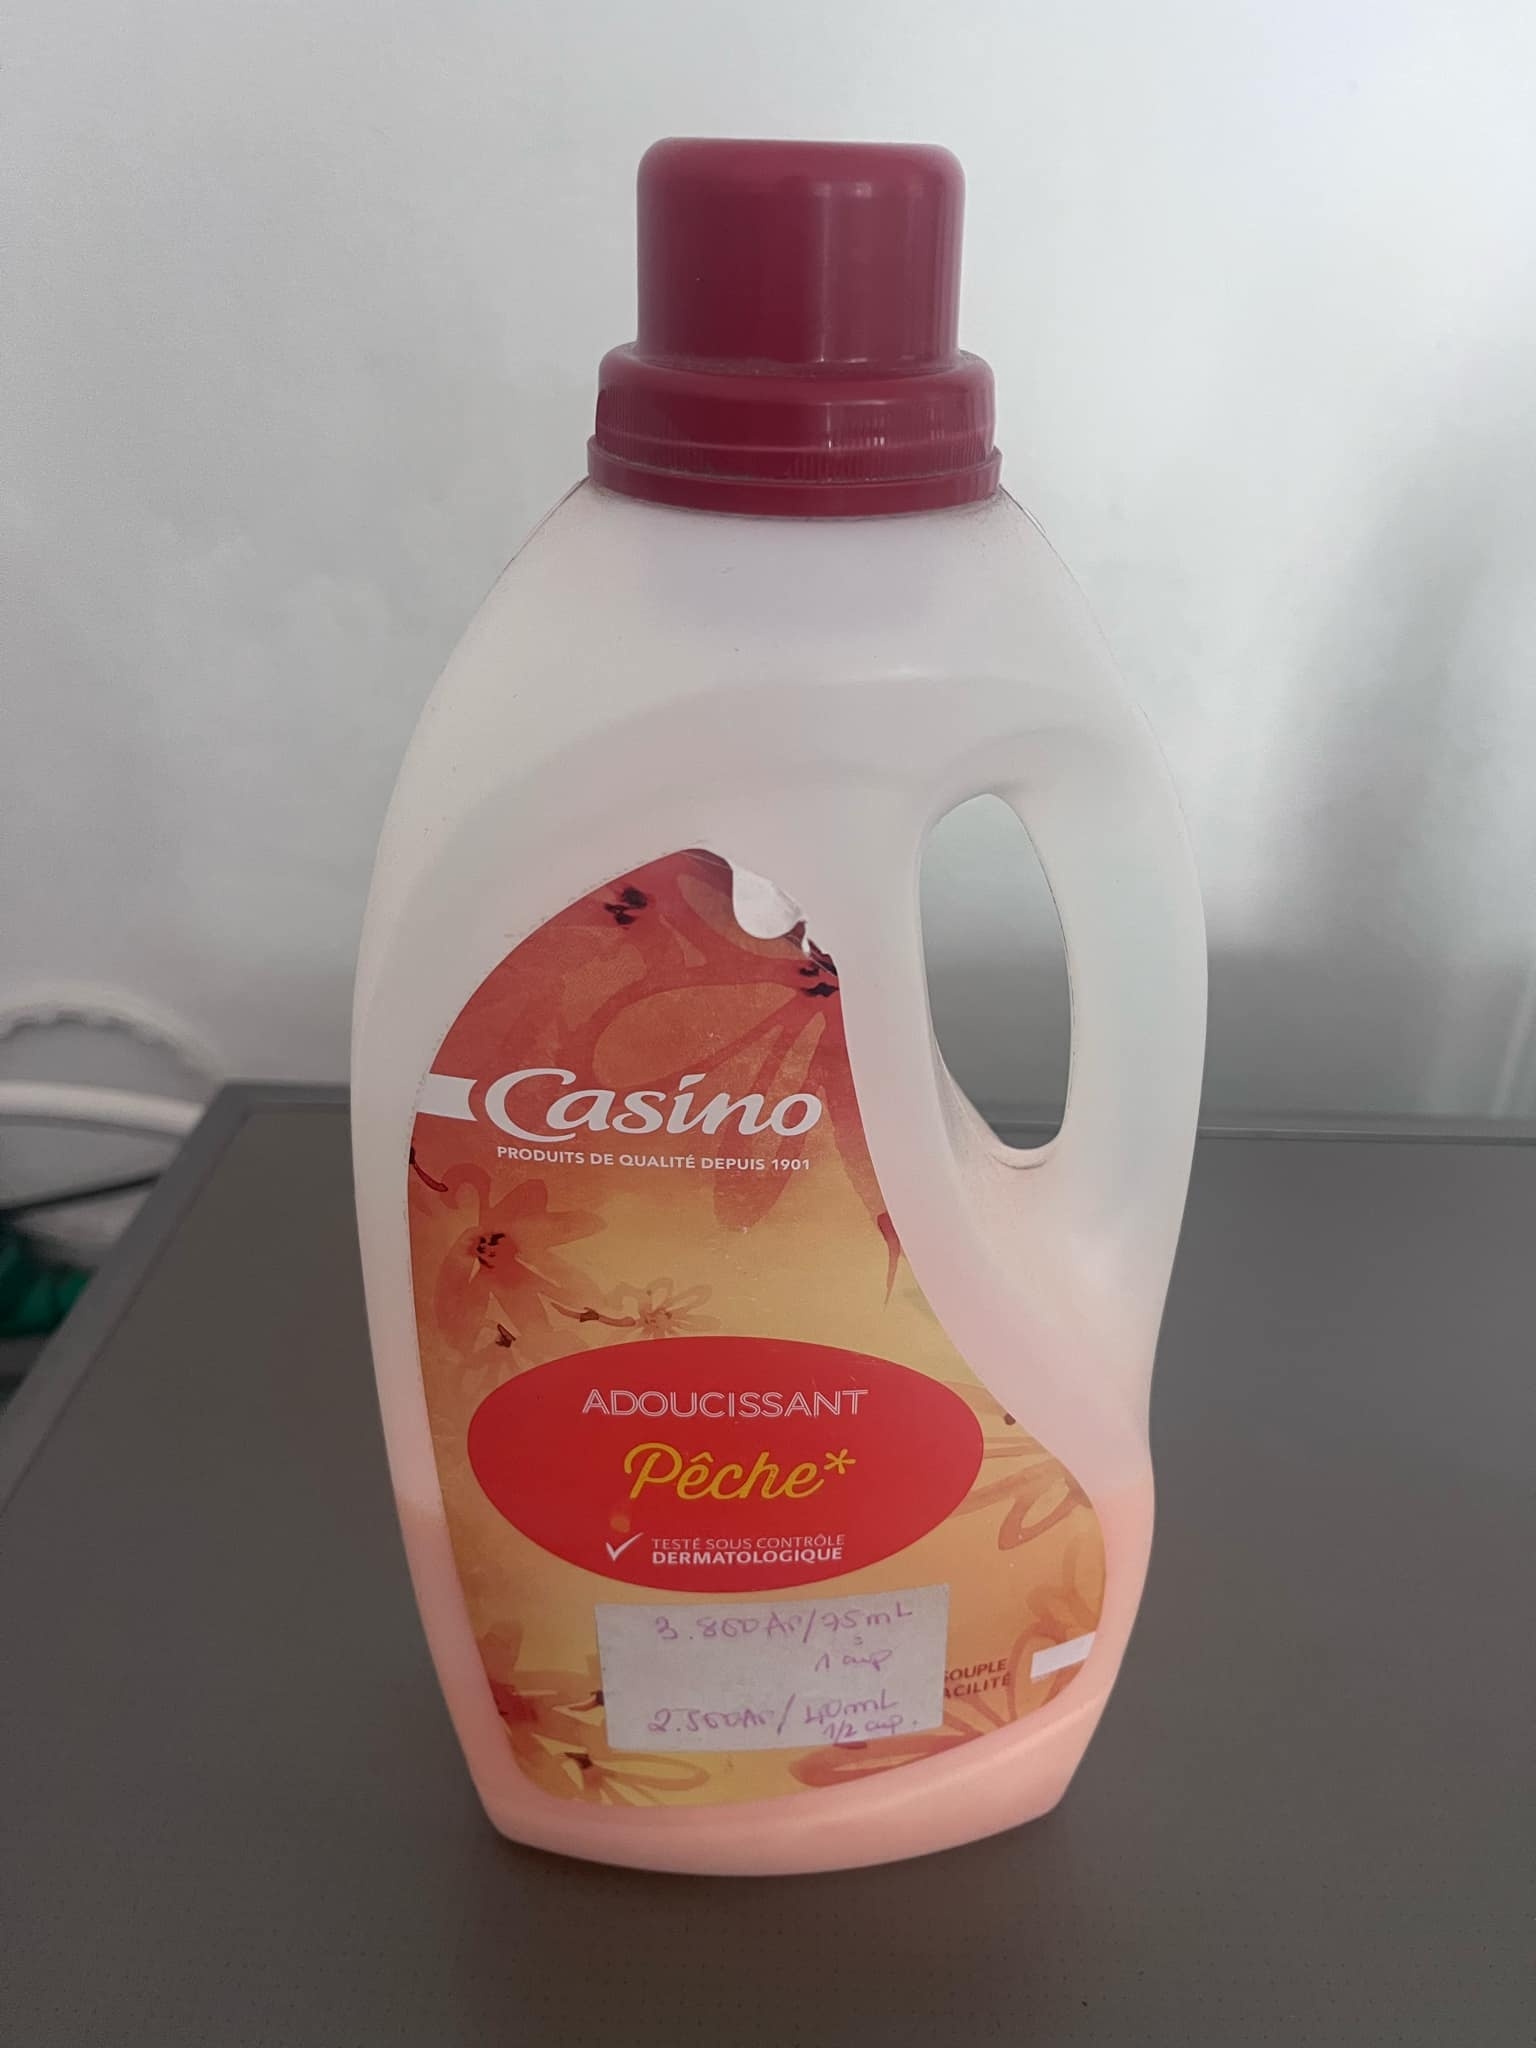 Casino
PRODUITS DE QUALITÉ DEPUIS 1901
ADOUCISSANT
Pêche*
TESTÉ SOUS CONTRÔLE
DERMATOLOGIQUE
3.800Ar/75mL
1 cup
2.500Ar/40mL
1/2 cup.
SOUPLE
ACILITÉ